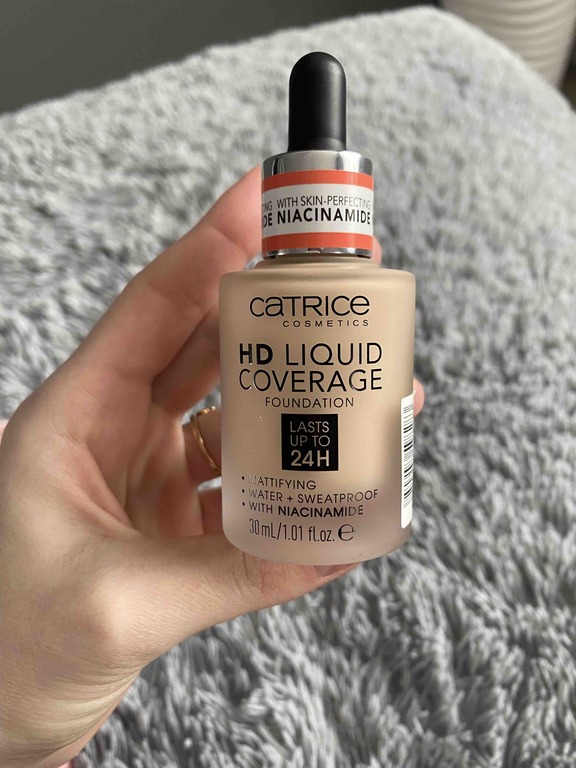 WITH SKIN-PERFECTING
NIACINAMIDE
CATRICE
COSMETICS
HD LIQUID
COVERAGE
FOUNDATION
LASTS
UP TO
24H
• MATTIFYING
• WATER + SWEATPROOF
• WITH NIACINAMIDE
30 mL/1.01 fl.oz. ℮